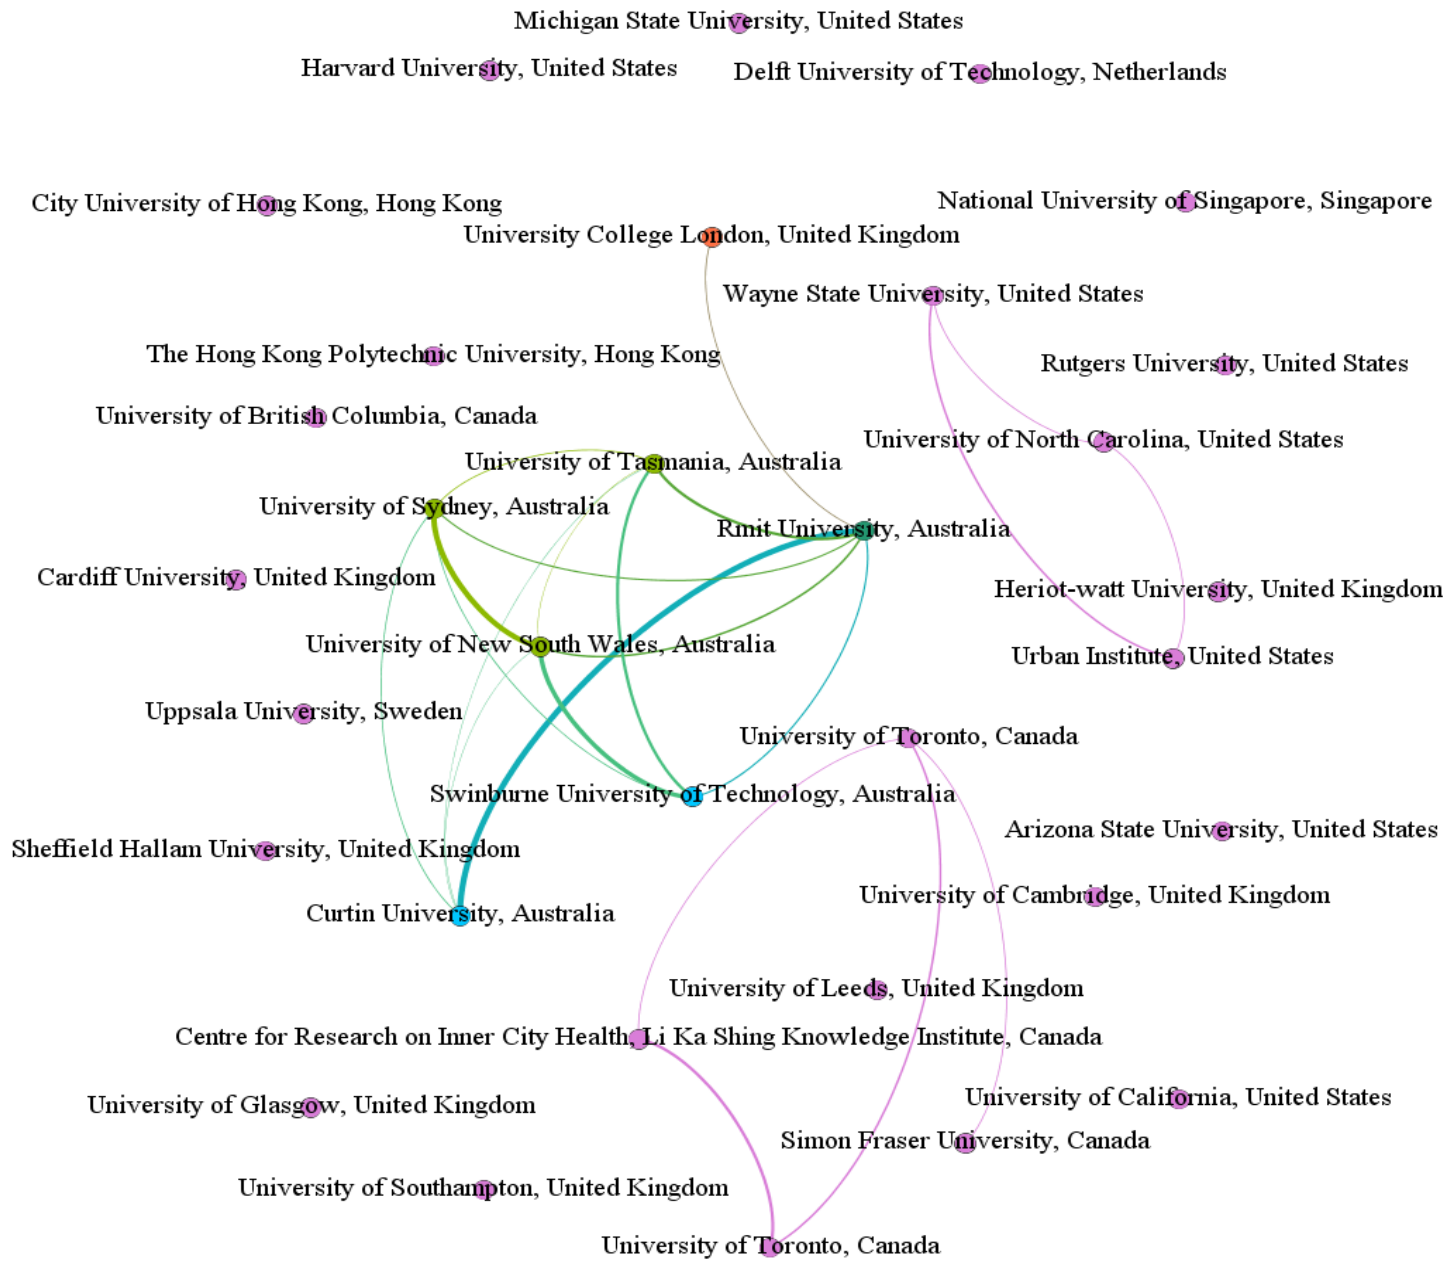 Michigan State University, United States
Harvard University, United States
Delft University of Technology, Netherlands
City University of Hong Kong, Hong Kong
National University of Singapore, Singapore
University College London, United Kingdom
Wayne State University, United States
The Hong Kong Polytechnic University, Hong Kong
Rutgers University, United States
University of British Columbia, Canada
University of North Carolina, United States
University of Tasmania, Australia
University of Sydney, Australia
Rmit University, Australia
Cardiff University, United Kingdom
Heriot-watt University, United Kingdom
University of New South Wales, Australia
Urban Institute, United States
Uppsala University, Sweden
University of Toronto, Canada
Swinburne University of Technology, Australia
Arizona State University, United States
Sheffield Hallam University, United Kingdom
University of Cambridge, United Kingdom
Curtin University, Australia
University of Leeds, United Kingdom
Centre for Research on Inner City Health, Li Ka Shing Knowledge Institute, Canada
University of California, United States
University of Glasgow, United Kingdom
Simon Fraser University, Canada
University of Southampton, United Kingdom
University of Toronto, Canada